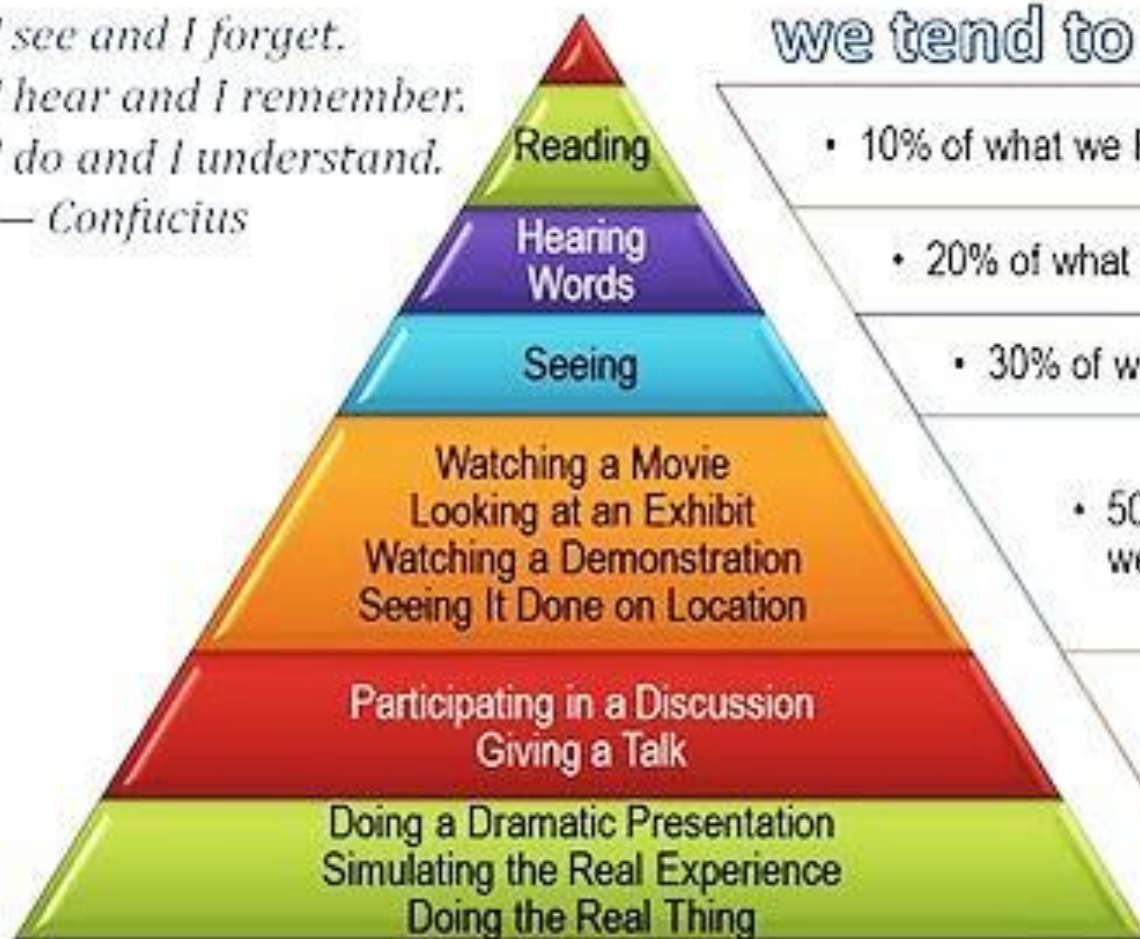 see and I forget.
hear and I remember.
do and I understand.
— Confucius
we tend to
Reading
• 10% of what we
Hearing
Words
• 20% of what
Seeing
• 30% of
Watching a Movie
Looking at an Exhibit
Watching a Demonstration
Seeing It Done on Location
• 50
Participating in a Discussion
Giving a Talk
Doing a Dramatic Presentation
Simulating the Real Experience
Doing the Real Thing